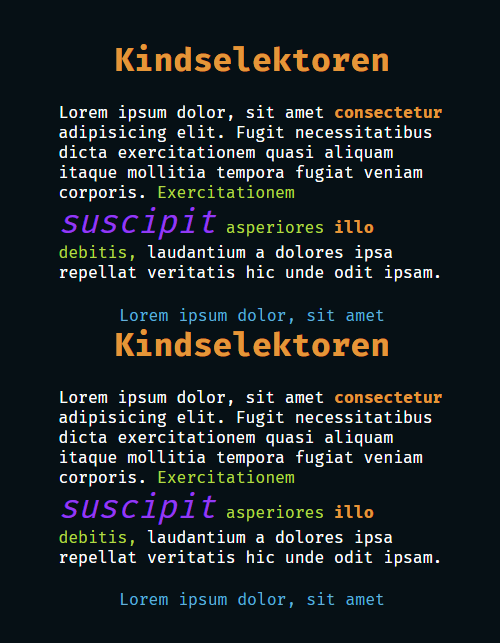 Kindselektoren
Lorem ipsum dolor, sit amet consectetur
adipisicing elit. Fugit necessitatibus
dicta exercitationem quasi aliquam
itaque mollitia tempora fugiat veniam
corporis. Exercitationem
suscipit asperiores illo
debitis, laudantium a dolores ipsa
repellat veritatis hic unde odit ipsam.
Lorem ipsum dolor, sit amet
Kindselektoren
Lorem ipsum dolor, sit amet consectetur
adipisicing elit. Fugit necessitatibus
dicta exercitationem quasi aliquam
itaque mollitia tempora fugiat veniam
corporis. Exercitationem
suscipit asperiores illo
debitis, laudantium a dolores ipsa
repellat veritatis hic unde odit ipsam.
Lorem ipsum dolor, sit amet